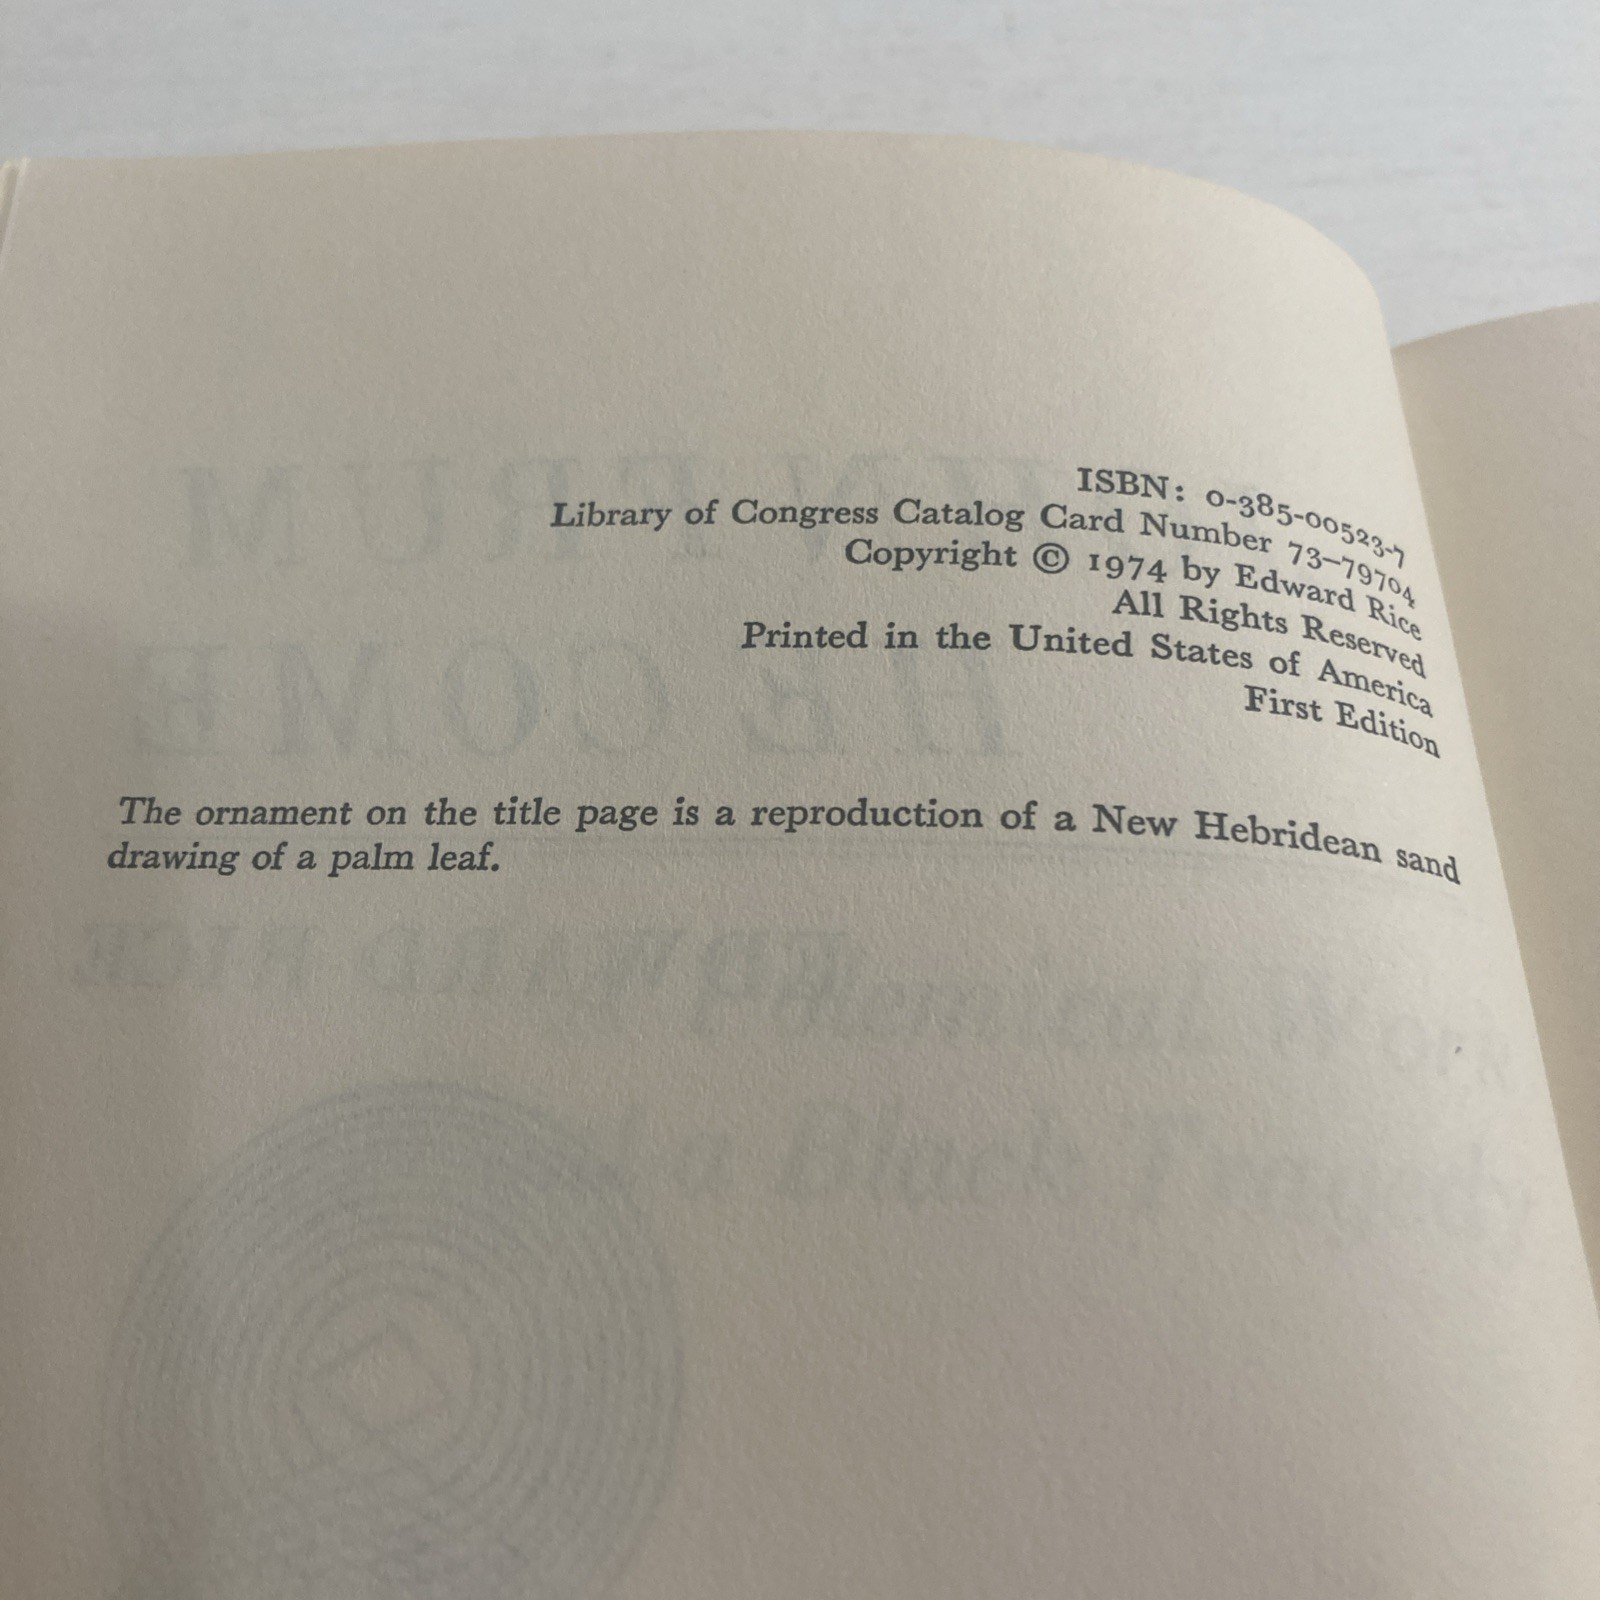 ISBN: 0-385-00523-7
Library of Congress Catalog Card Number 73–79704
Copyright © 1974 by Edward Rice
All Rights Reserved
Printed in the United States of America
First Edition
The ornament on the title page is a reproduction of a New Hebridean sand
drawing of a palm leaf.